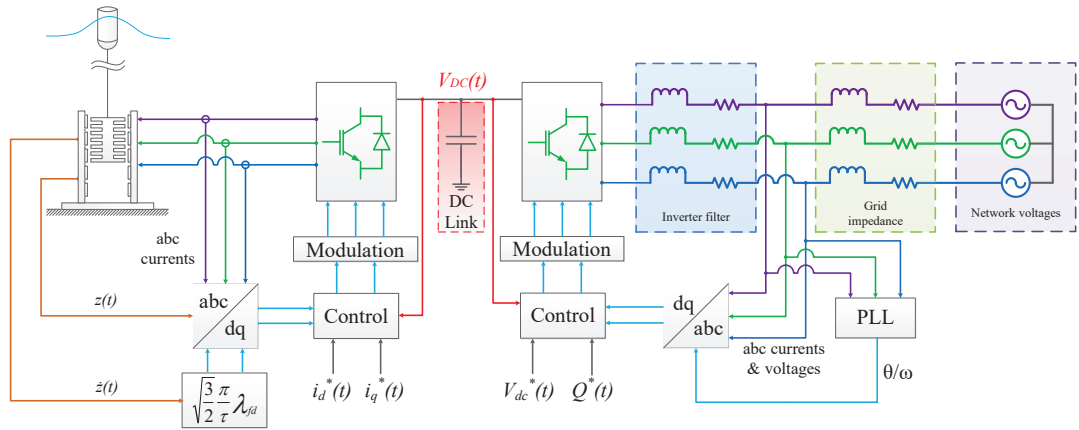 V_DC(t)
DC
Link
Inverter filter
Grid
impedance
Network voltages
Modulation
Modulation
abc
currents
z(t)
abc
dq
Control
Control
dq
abc
PLL
abc currents
& voltages
θ/ω
ż(t)
√(3/2) π/τ λ_fd
i_d^*(t)
i_q^*(t)
V_dc^*(t)
Q^*(t)